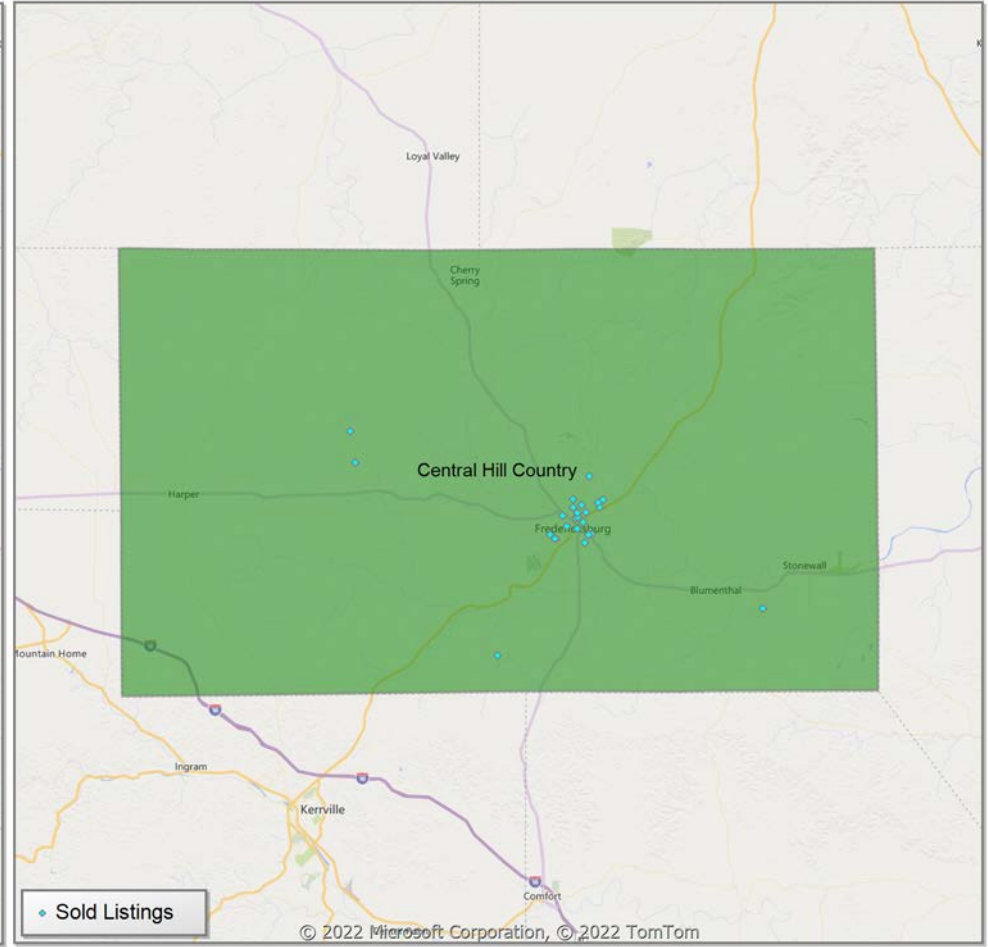 Loyal Valley
Cherry
Spring
Central Hill Country
Harper
Fredericksburg
Stonewall
Blumenthal
Mountain Home
Ingram
Kerrville
Comfort
Sold Listings
© 2022 Microsoft Corporation, © 2022 TomTom